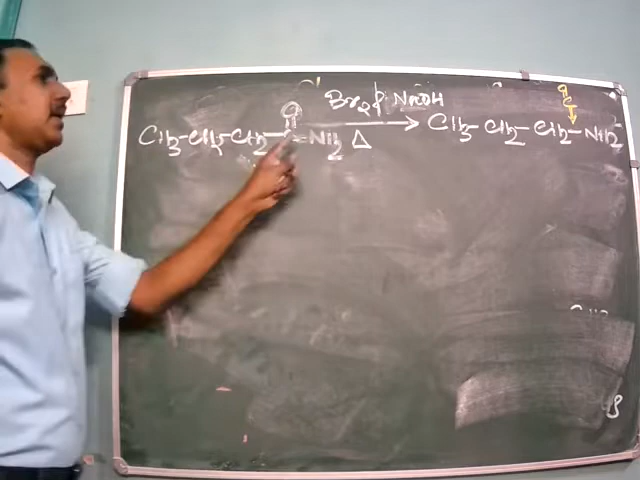 Br2 | NaOH
CH3-CH2-CH2-C-NH2 Δ → CH3-CH2-CH2-NH2
O